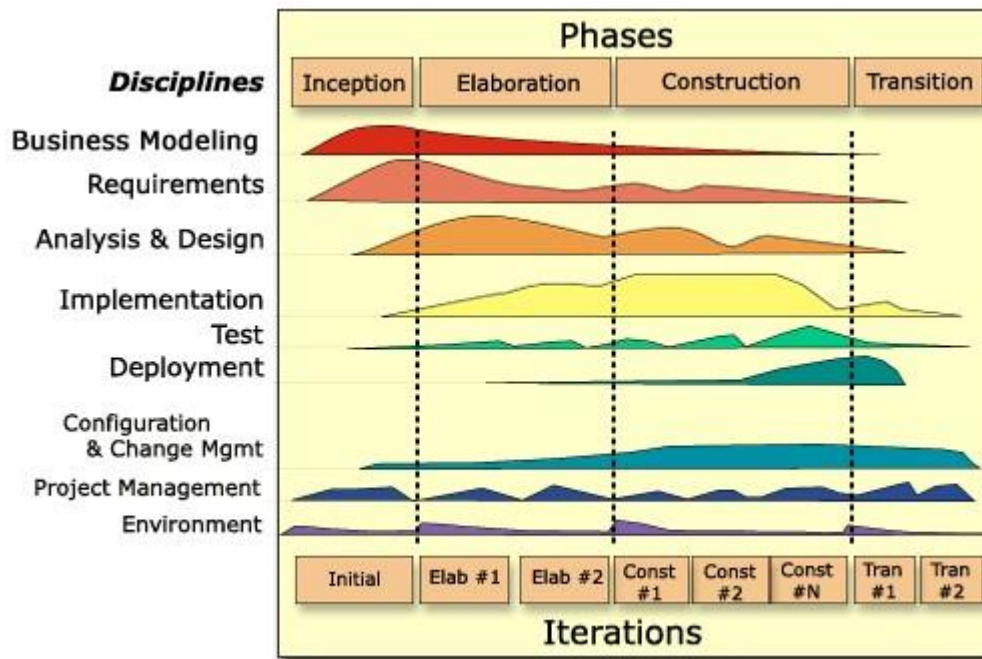 Phases
Disciplines
Inception
Elaboration
Construction
Transition
Business Modeling
Requirements
Analysis & Design
Implementation
Test
Deployment
Configuration
& Change Mgmt
Project Management
Environment
Initial
Elab #1
Elab #2
Const
#1
Const
#2
Const
#N
Tran
#1
Tran
#2
Iterations